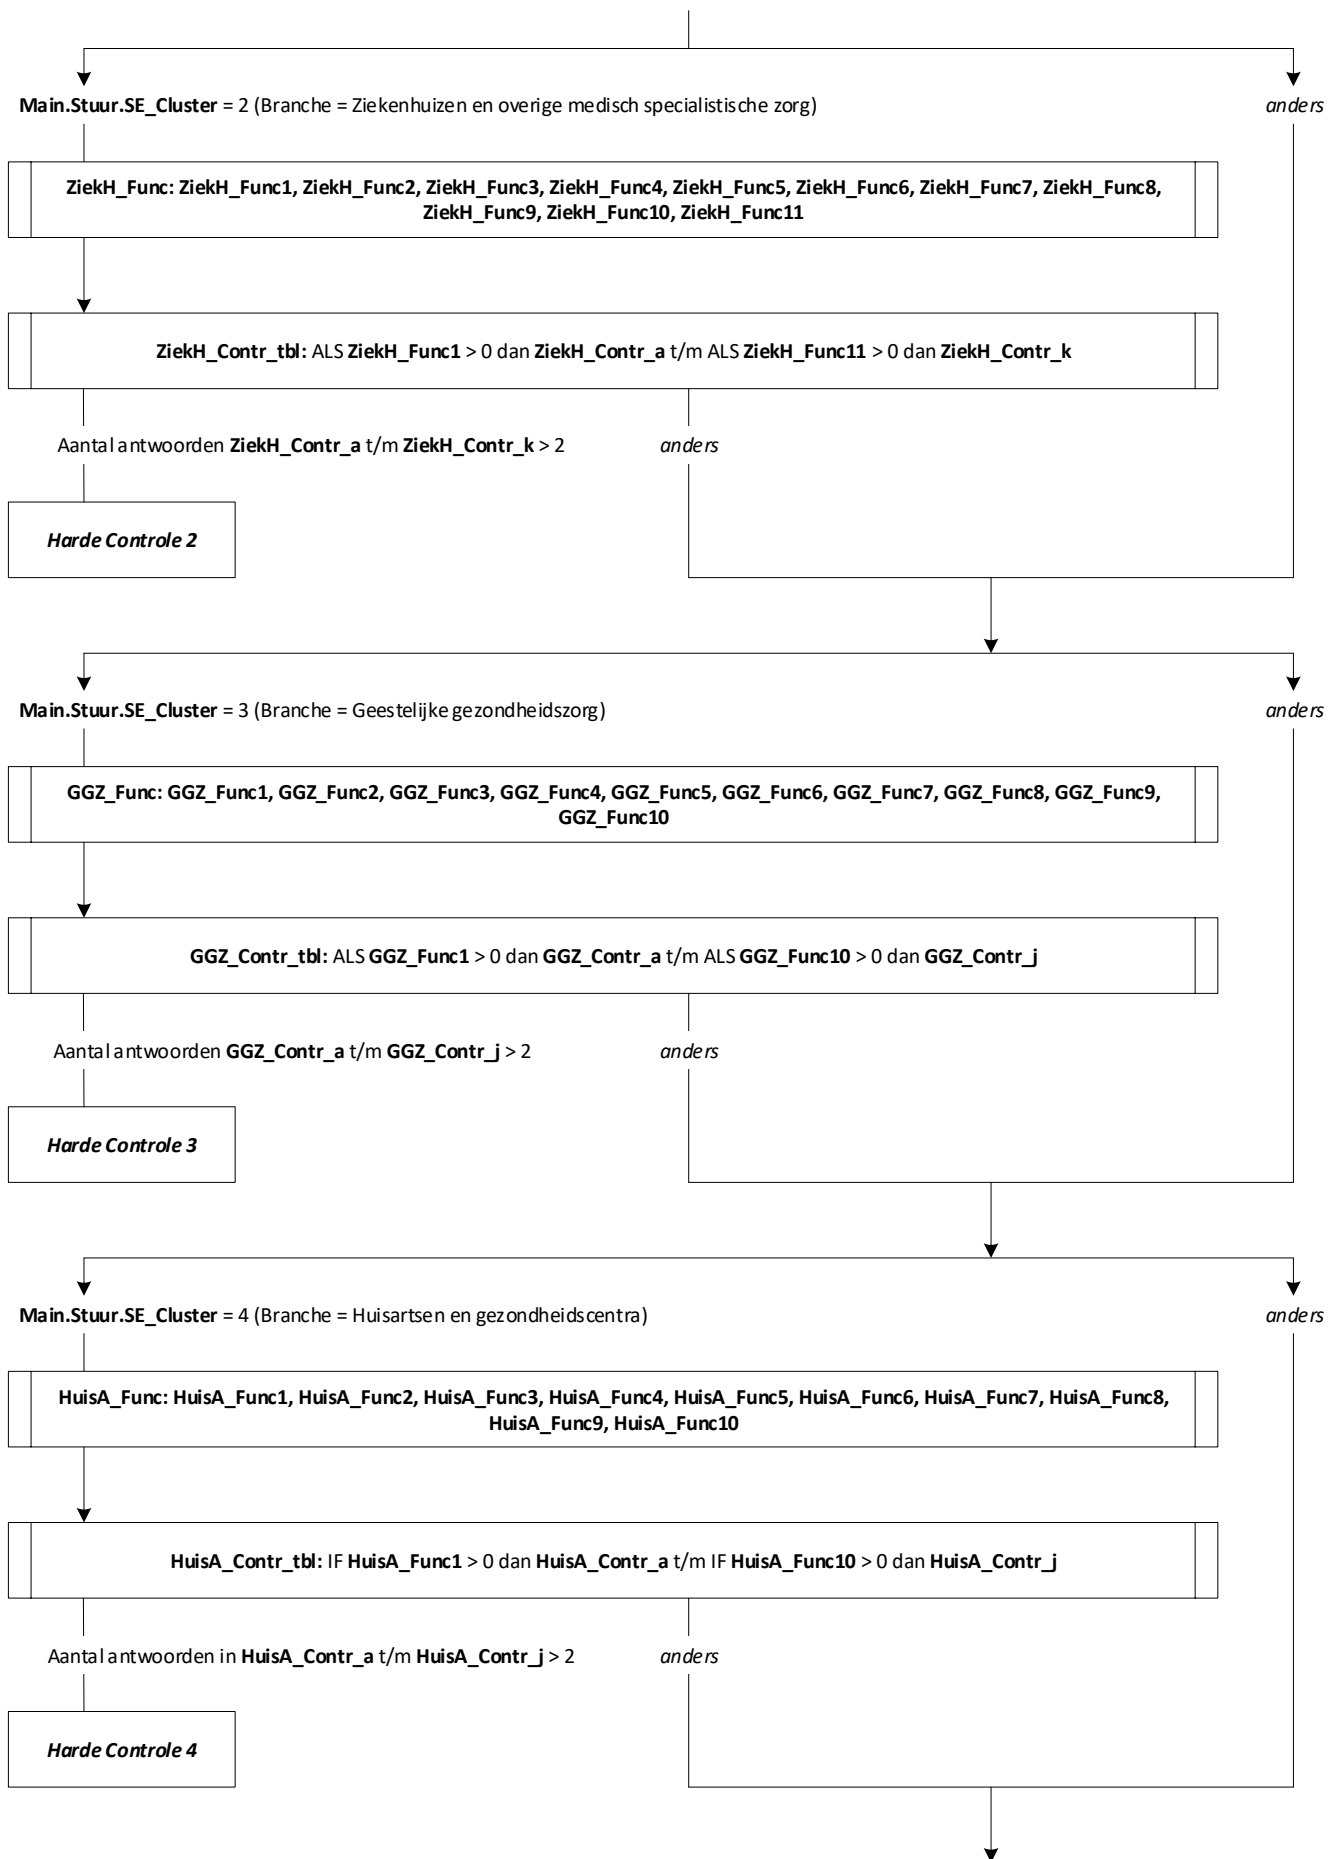 Main.Stuur.SE_Cluster = 2 (Branche = Ziekenhuizen en overige medisch specialistische zorg)
anders
ZiekH_Func: ZiekH_Func1, ZiekH_Func2, ZiekH_Func3, ZiekH_Func4, ZiekH_Func5, ZiekH_Func6, ZiekH_Func7, ZiekH_Func8,
ZiekH_Func9, ZiekH_Func10, ZiekH_Func11
ZiekH_Contr_tbl: ALS ZiekH_Func1 > 0 dan ZiekH_Contr_a t/m ALS ZiekH_Func11 > 0 dan ZiekH_Contr_k
Aantal antwoorden ZiekH_Contr_a t/m ZiekH_Contr_k > 2
anders
Harde Controle 2
Main.Stuur.SE_Cluster = 3 (Branche = Geestelijke gezondheidszorg)
anders
GGZ_Func: GGZ_Func1, GGZ_Func2, GGZ_Func3, GGZ_Func4, GGZ_Func5, GGZ_Func6, GGZ_Func7, GGZ_Func8, GGZ_Func9,
GGZ_Func10
GGZ_Contr_tbl: ALS GGZ_Func1 > 0 dan GGZ_Contr_a t/m ALS GGZ_Func10 > 0 dan GGZ_Contr_j
Aantal antwoorden GGZ_Contr_a t/m GGZ_Contr_j > 2
anders
Harde Controle 3
Main.Stuur.SE_Cluster = 4 (Branche = Huisartsen en gezondheidscentra)
anders
HuisA_Func: HuisA_Func1, HuisA_Func2, HuisA_Func3, HuisA_Func4, HuisA_Func5, HuisA_Func6, HuisA_Func7, HuisA_Func8,
HuisA_Func9, HuisA_Func10
HuisA_Contr_tbl: IF HuisA_Func1 > 0 dan HuisA_Contr_a t/m IF HuisA_Func10 > 0 dan HuisA_Contr_j
Aantal antwoorden in HuisA_Contr_a t/m HuisA_Contr_j > 2
anders
Harde Controle 4